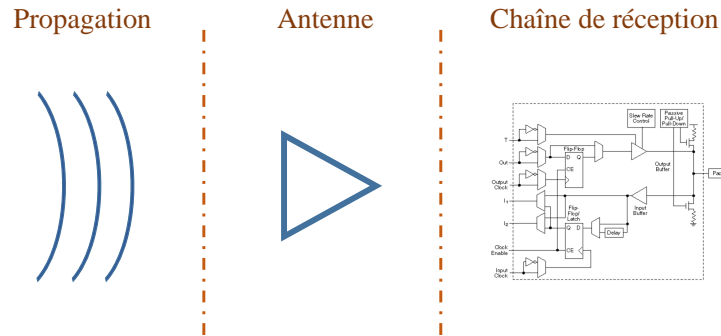 Propagation
Antenne
Chaîne de réception
Slew Rate
Control
Passive
Pull-Up/
Pull-Down
T
Flip-Flop
Out
D Q
Output
Buffer
CE
Output
Clock
Pad
I1
Flip-
Flop/
Latch
Input
Buffer
I2
Q D
Delay
Clock
Enable
CE
Input
Clock